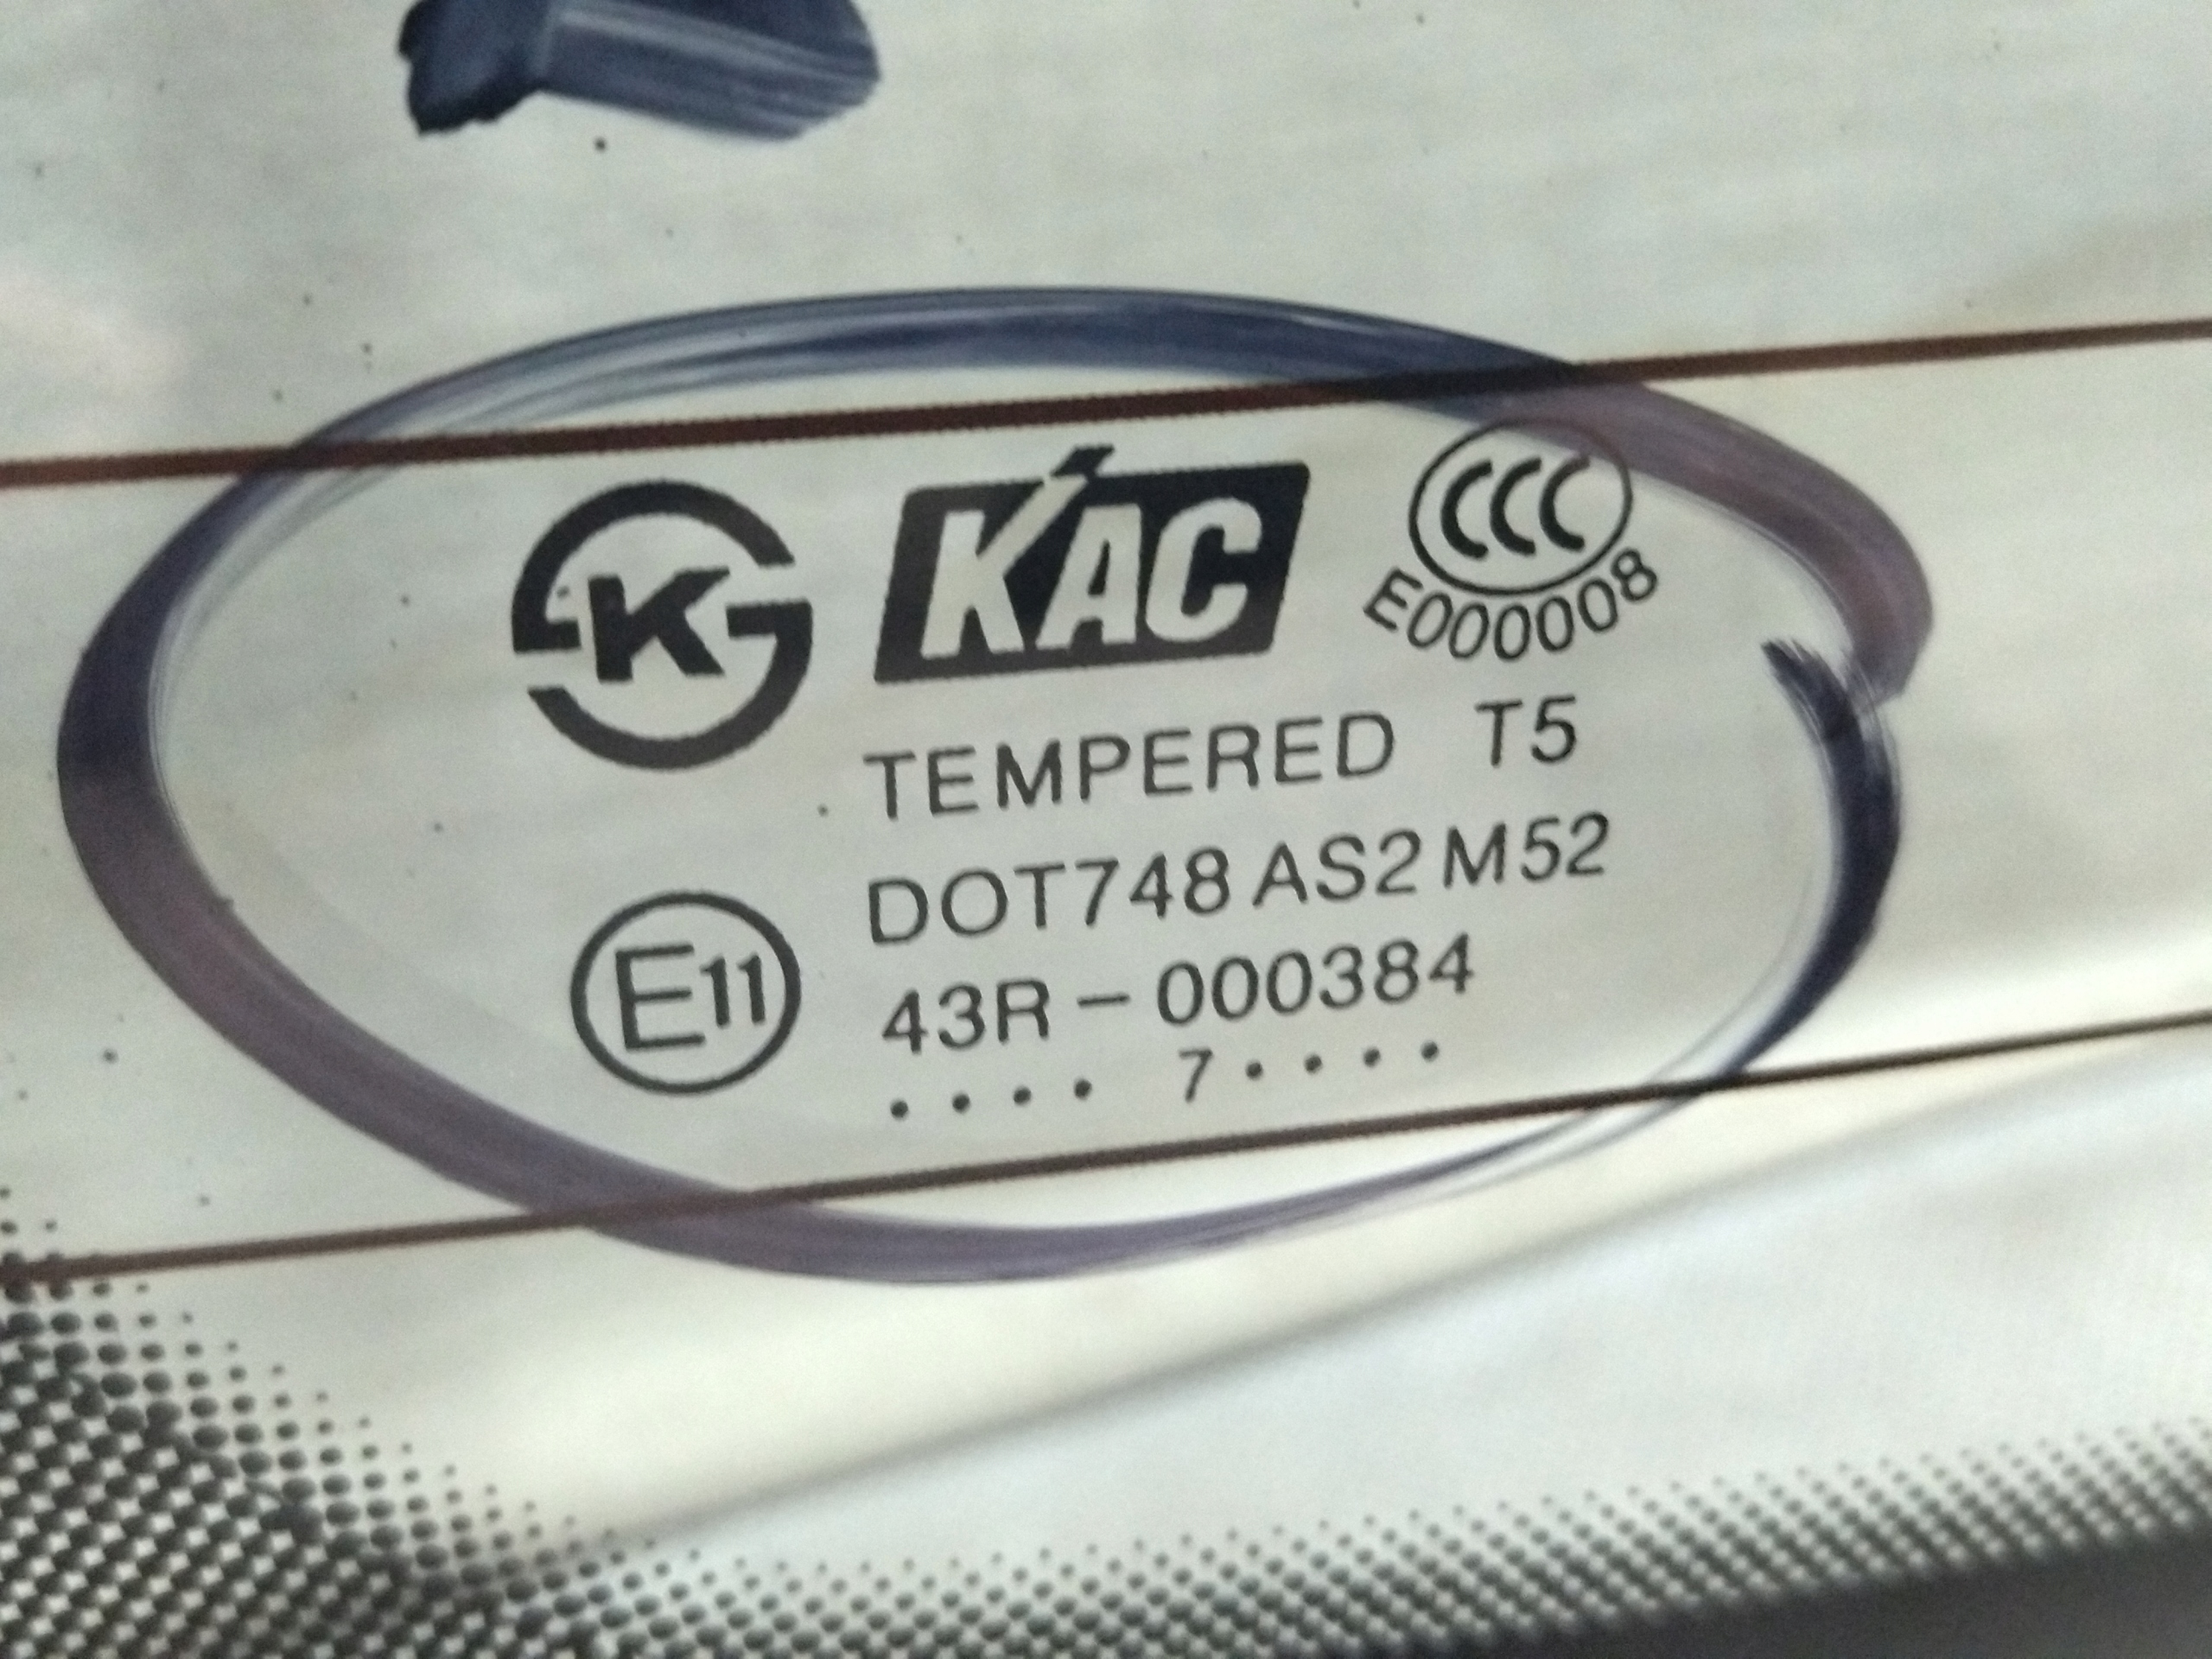 K
KAC
CCC
E000008
TEMPERED T5
DOT748 AS2 M52
E11
43R-000384
.... 7....